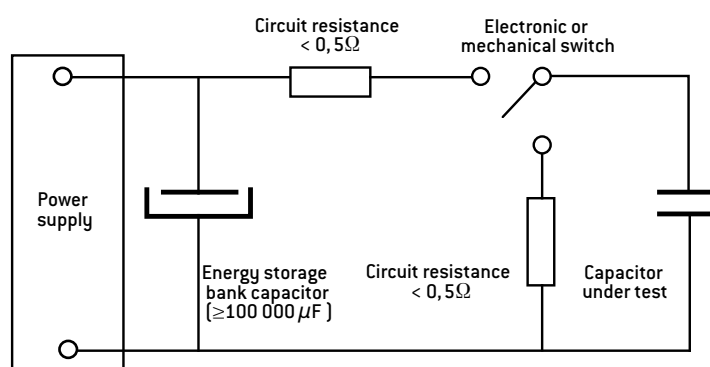 Circuit resistance
< 0,5Ω
Electronic or
mechanical switch
Power
supply
Energy storage
bank capacitor
(≥100 000 µF)
Circuit resistance
< 0,5Ω
Capacitor
under test